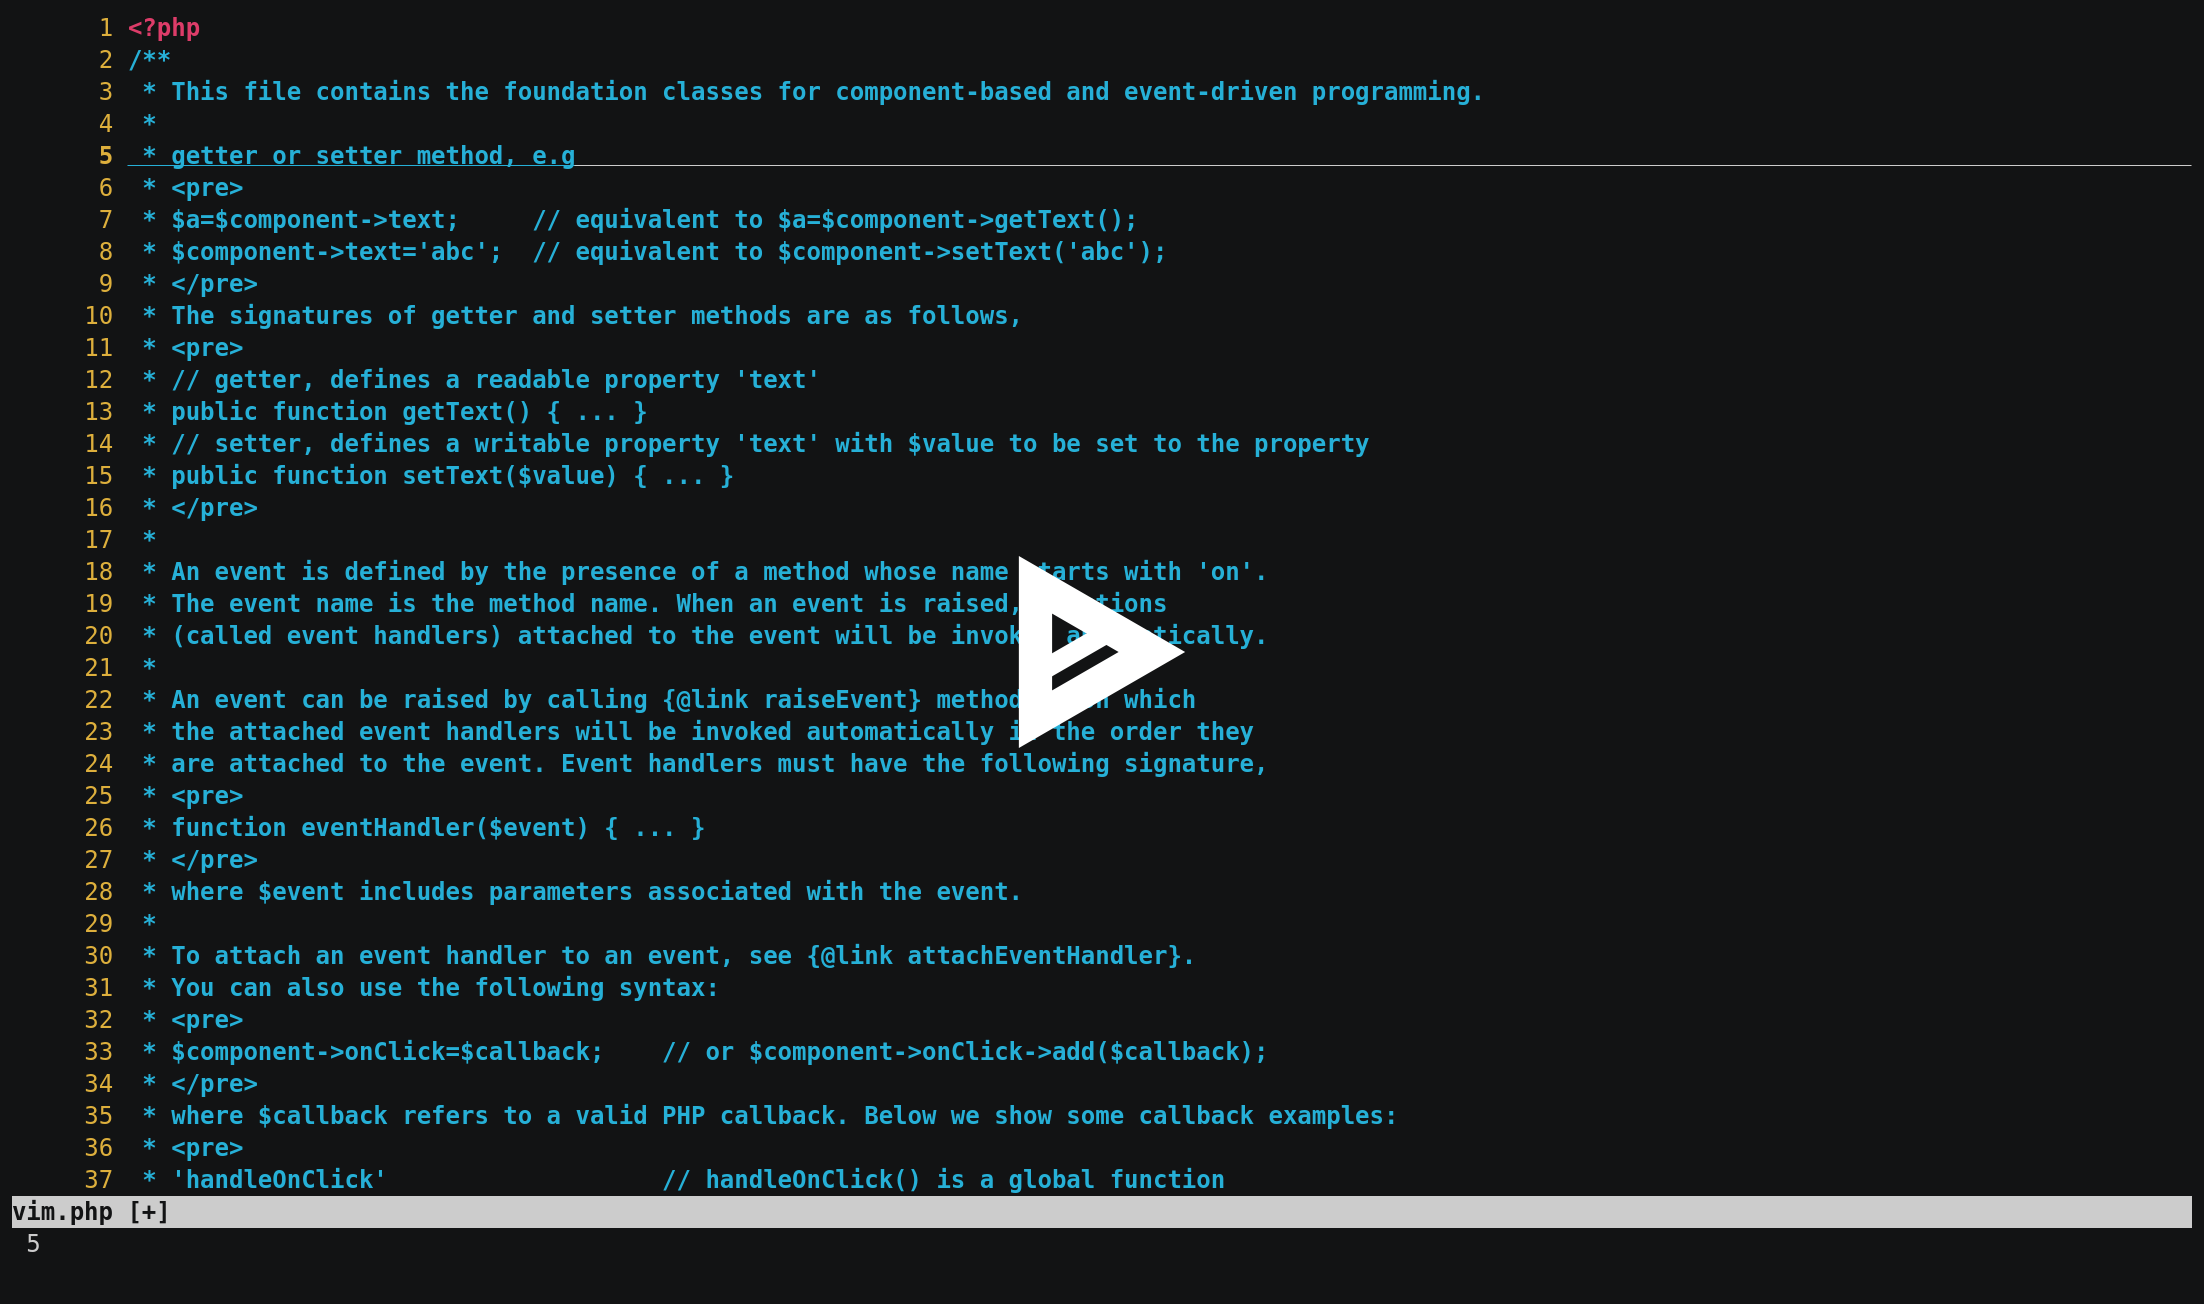 1 <?php
2 /**
3  * This file contains the foundation classes for component-based and event-driven programming.
4  *
5  * getter or setter method, e.g
6  * <pre>
7  * $a=$component->text;     // equivalent to $a=$component->getText();
8  * $component->text='abc';  // equivalent to $component->setText('abc');
9  * </pre>
10  * The signatures of getter and setter methods are as follows,
11  * <pre>
12  * // getter, defines a readable property 'text'
13  * public function getText() { ... }
14  * // setter, defines a writable property 'text' with $value to be set to the property
15  * public function setText($value) { ... }
16  * </pre>
17  *
18  * An event is defined by the presence of a method whose name starts with 'on'.
19  * The event name is the method name. When an event is raised,
20  * (called event handlers) attached to the event will be
21  *
22  * An event can be raised by calling {@link raiseEvent} method which
23  * the attached event handlers will be invoked automatically in the order they
24  * are attached to the event. Event handlers must have the following signature,
25  * <pre>
26  * function eventHandler($event) { ... }
27  * </pre>
28  * where $event includes parameters associated with the event.
29  *
30  * To attach an event handler to an event, see {@link attachEventHandler}.
31  * You can also use the following syntax:
32  * <pre>
33  * $component->onClick=$callback;    // or $component->onClick->add($callback);
34  * </pre>
35  * where $callback refers to a valid PHP callback. Below we show some callback examples:
36  * <pre>
37  * 'handleOnClick'                   // handleOnClick() is a global function
vim.php [+]
5